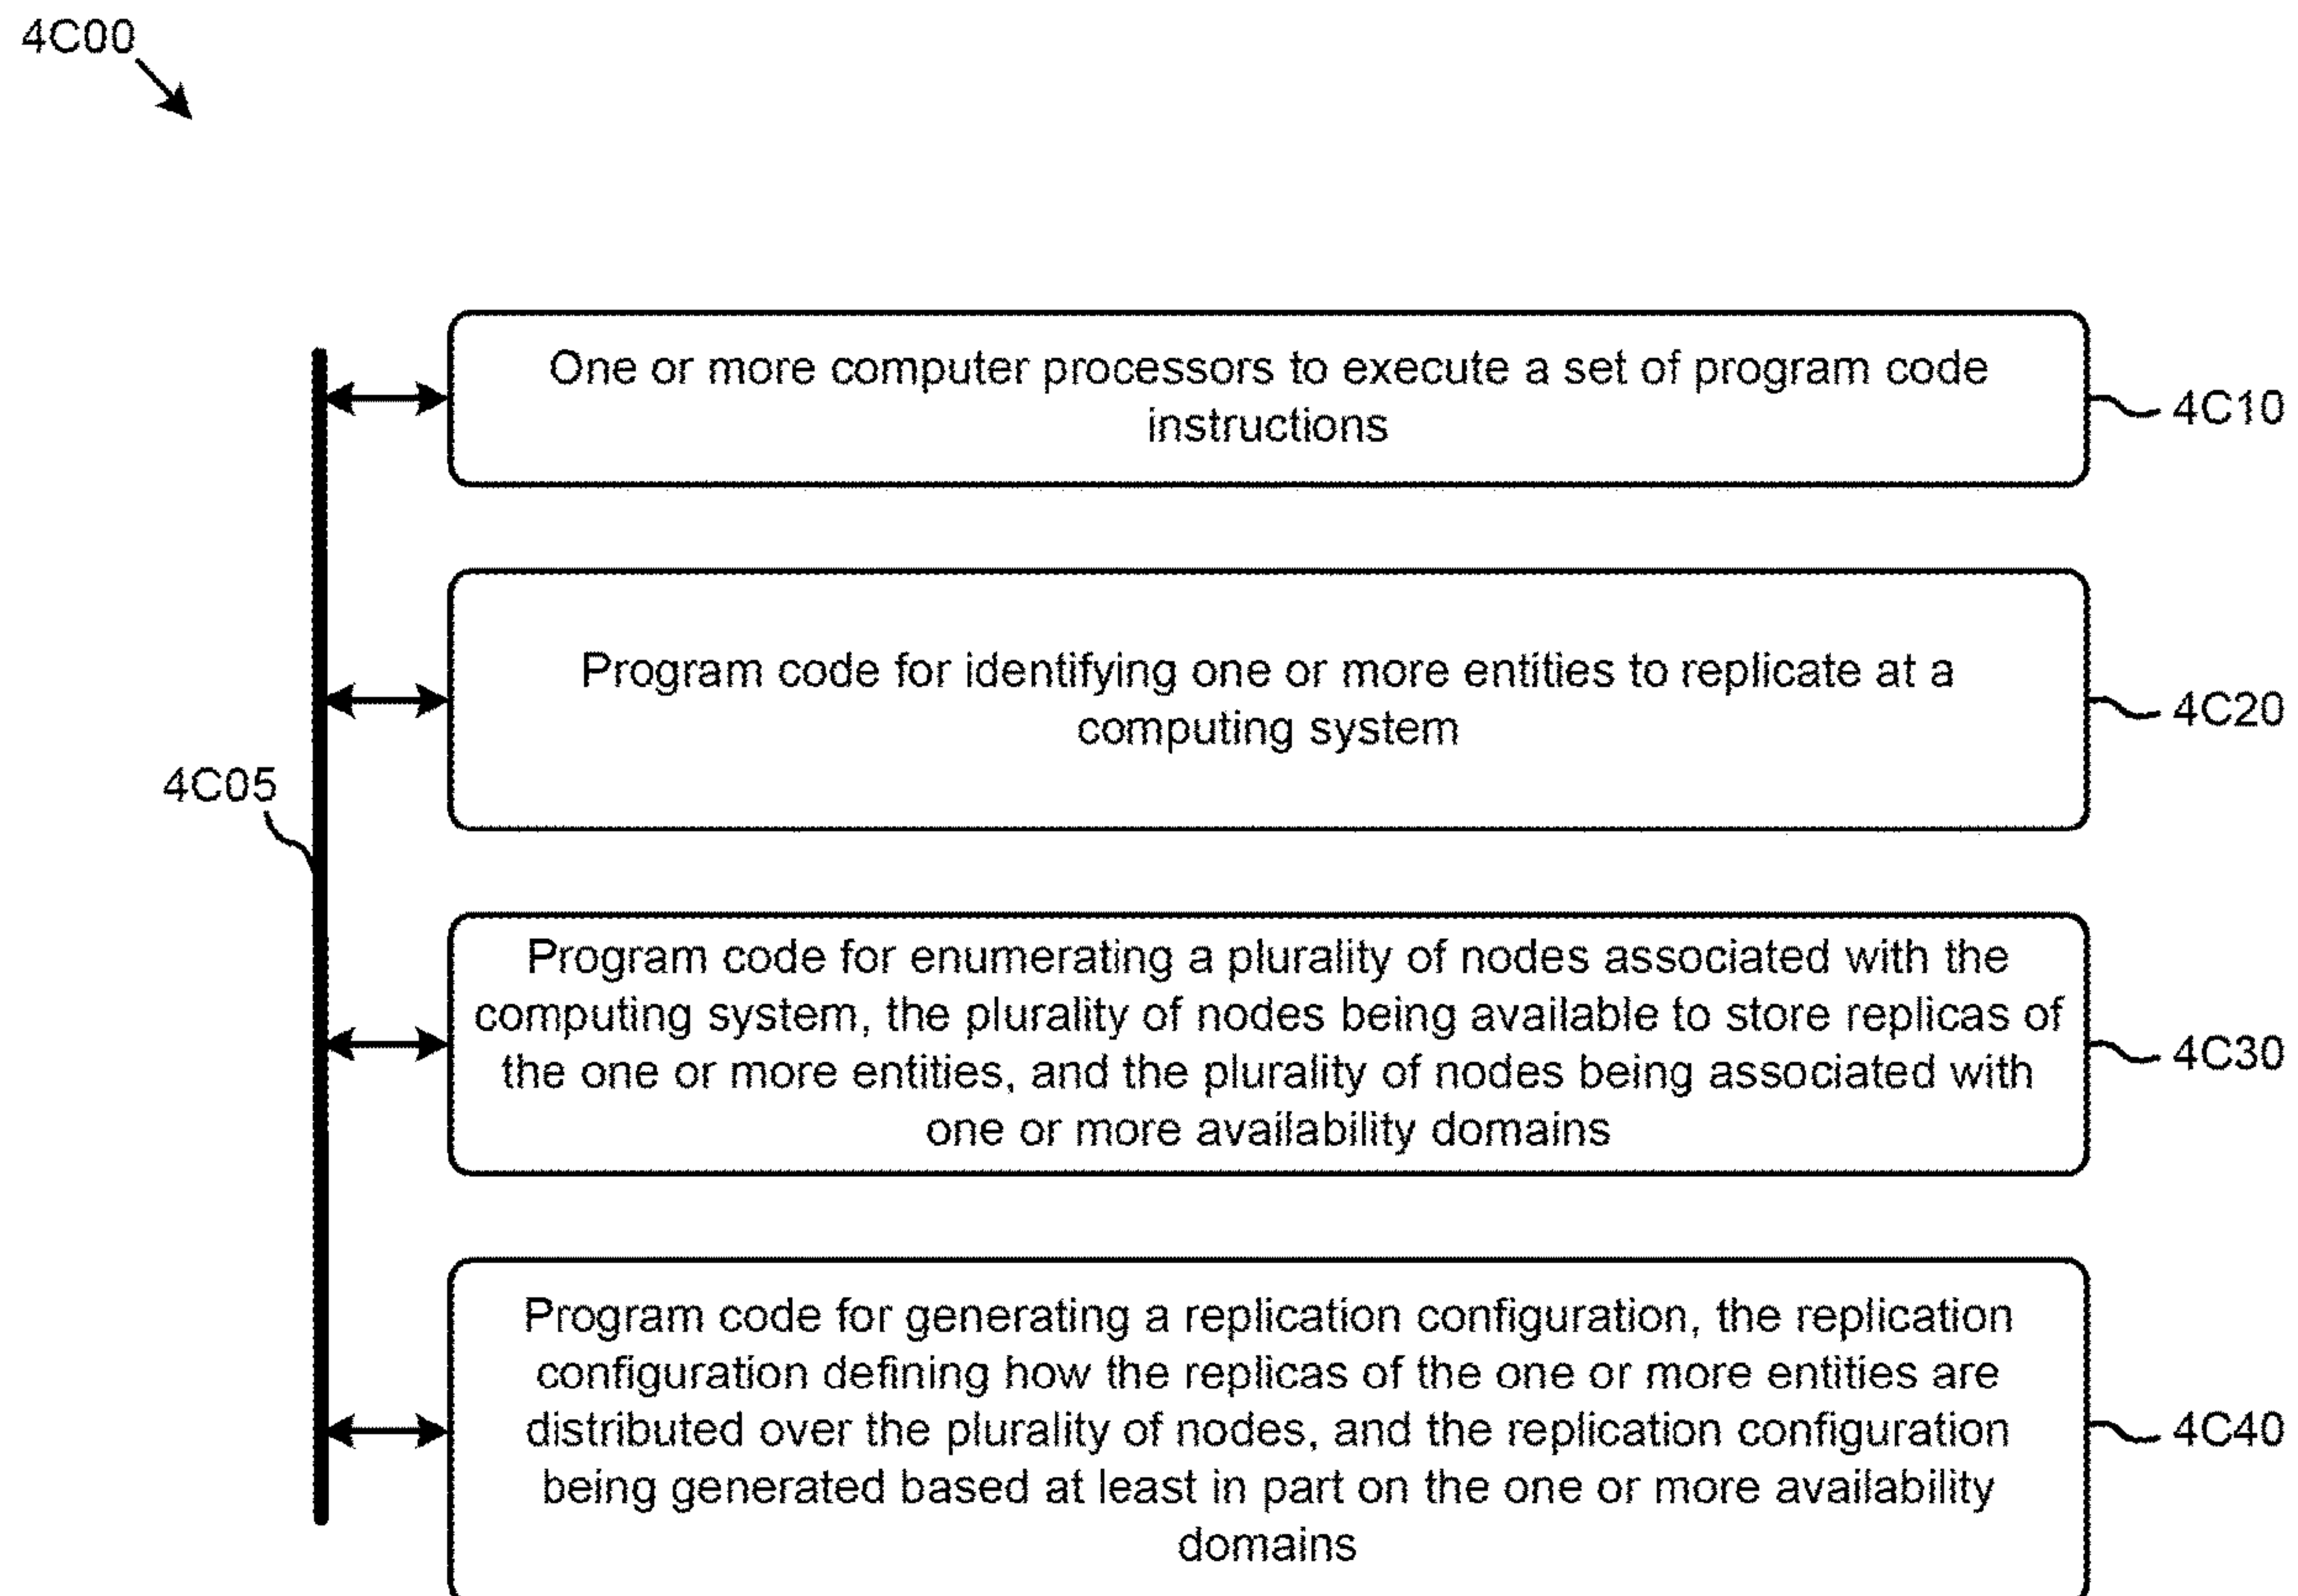 4C00
One or more computer processors to execute a set of program code
instructions
4C10
Program code for identifying one or more entities to replicate at a
computing system
4C20
4C05
Program code for enumerating a plurality of nodes associated with the
computing system, the plurality of nodes being available to store replicas of
the one or more entities, and the plurality of nodes being associated with
one or more availability domains
4C30
Program code for generating a replication configuration, the replication
configuration defining how the replicas of the one or more entities are
distributed over the plurality of nodes, and the replication configuration
being generated based at least in part on the one or more availability
domains
4C40